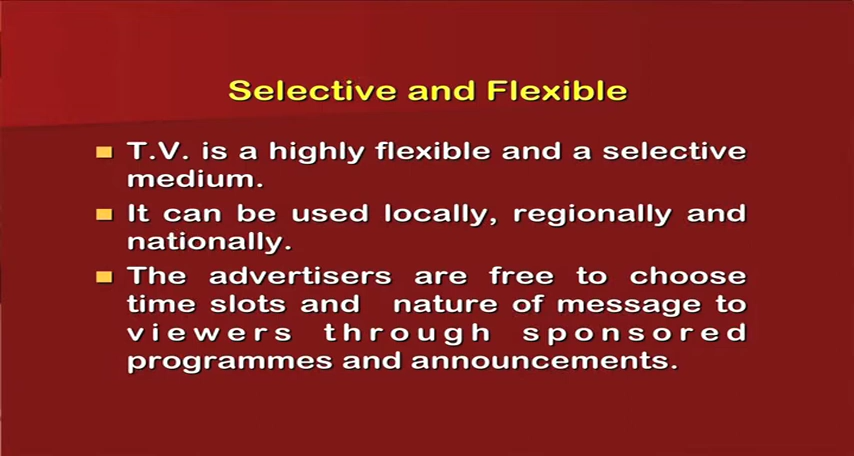 Selective and Flexible
T.V. is a highly flexible and a selective
medium.
It can be used locally, regionally and
nationally.
The advertisers are free to choose
time slots and nature of message to
viewers through sponsored
programmes and announcements.